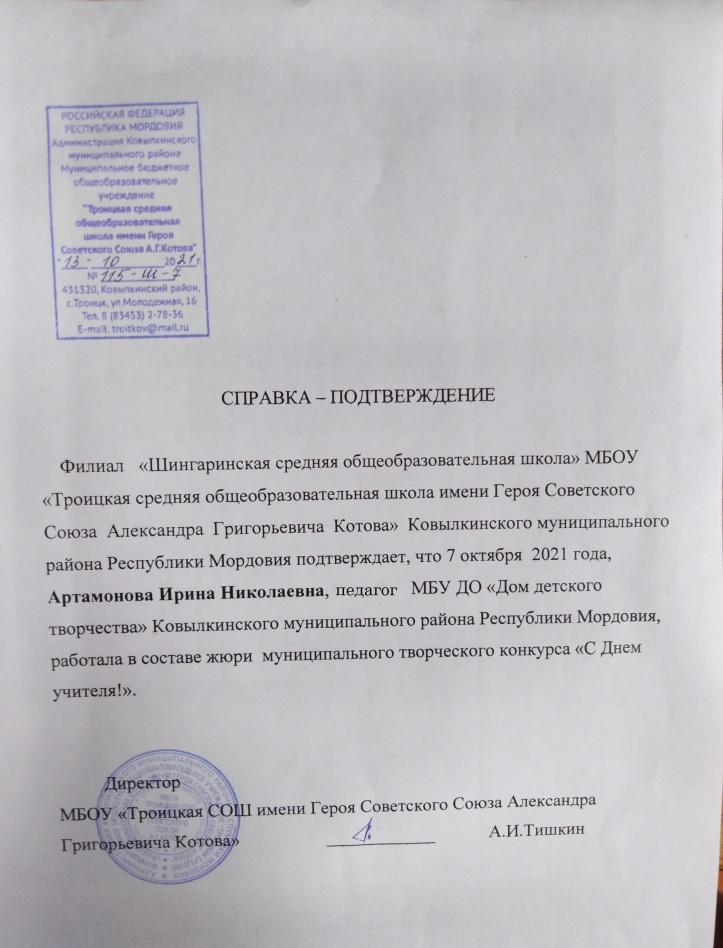 РОССИЙСКАЯ ФЕДЕРАЦИЯ
РЕСПУБЛИКА МОРДОВИЯ
Администрация Ковылкинского
муниципального района
Муниципальное бюджетное
общеобразовательное
учреждение
"Троицкая средняя
общеобразовательная
школа имени Героя
Советского Союза А.Г.Котова"
"13" 10 2021 г.
№ 115-Ш-7
431320, Ковылкинский район,
с.Троицк, ул.Молодежная, 16
Тел. 8 (83453) 2-78-36
E-mail: troitkov@mail.ru
СПРАВКА – ПОДТВЕРЖДЕНИЕ
Филиал «Шингаринская средняя общеобразовательная школа» МБОУ
«Троицкая средняя общеобразовательная школа имени Героя Советского
Союза Александра Григорьевича Котова» Ковылкинского муниципального
района Республики Мордовия подтверждает, что 7 октября 2021 года,
Артамонова Ирина Николаевна, педагог МБУ ДО «Дом детского
творчества» Ковылкинского муниципального района Республики Мордовия,
работала в составе жюри муниципального творческого конкурса «С Днем
учителя!».
Директор
МБОУ «Троицкая СОШ имени Героя Советского Союза Александра
Григорьевича Котова» А.И.Тишкин